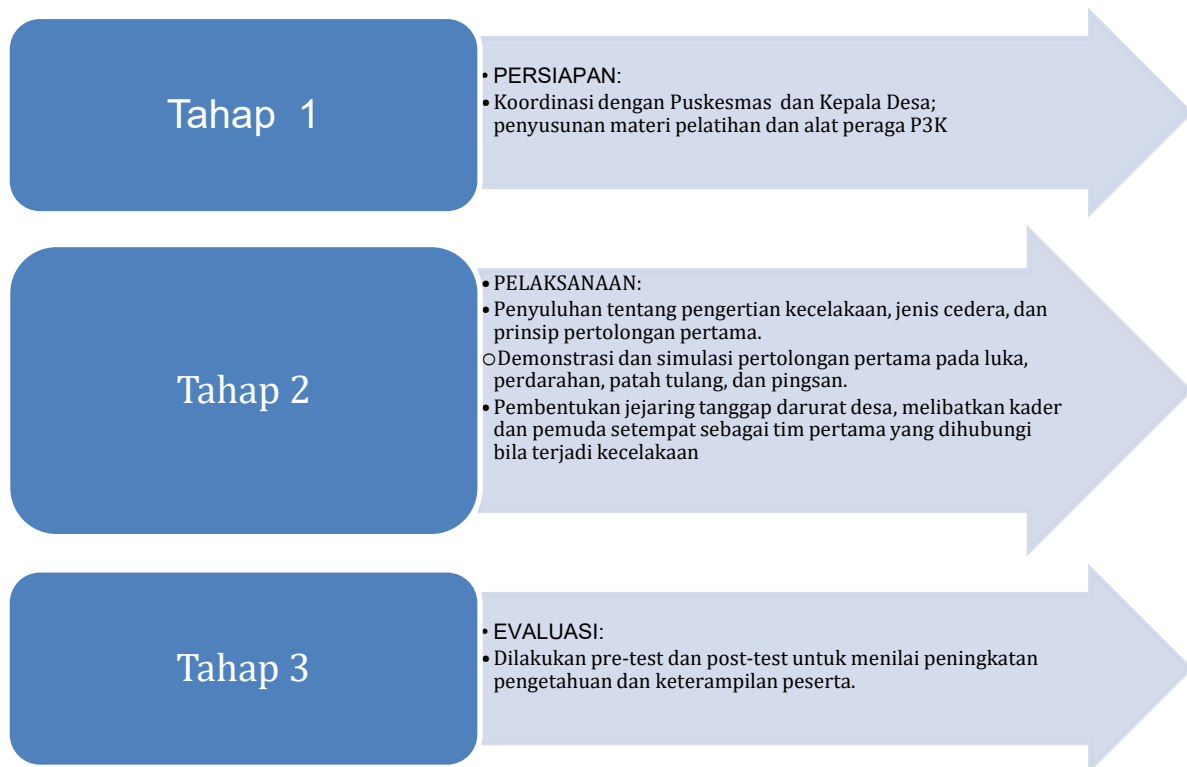 Tahap 1
• PERSIAPAN:
• Koordinasi dengan Puskesmas dan Kepala Desa;
penyusunan materi pelatihan dan alat peraga P3K
Tahap 2
• PELAKSANAAN:
• Penyuluhan tentang pengertian kecelakaan, jenis cedera, dan
prinsip pertolongan pertama.
○Demonstrasi dan simulasi pertolongan pertama pada luka,
perdarahan, patah tulang, dan pingsan.
• Pembentukan jejaring tanggap darurat desa, melibatkan kader
dan pemuda setempat sebagai tim pertama yang dihubungi
bila terjadi kecelakaan
Tahap 3
• EVALUASI:
• Dilakukan pre-test dan post-test untuk menilai peningkatan
pengetahuan dan keterampilan peserta.